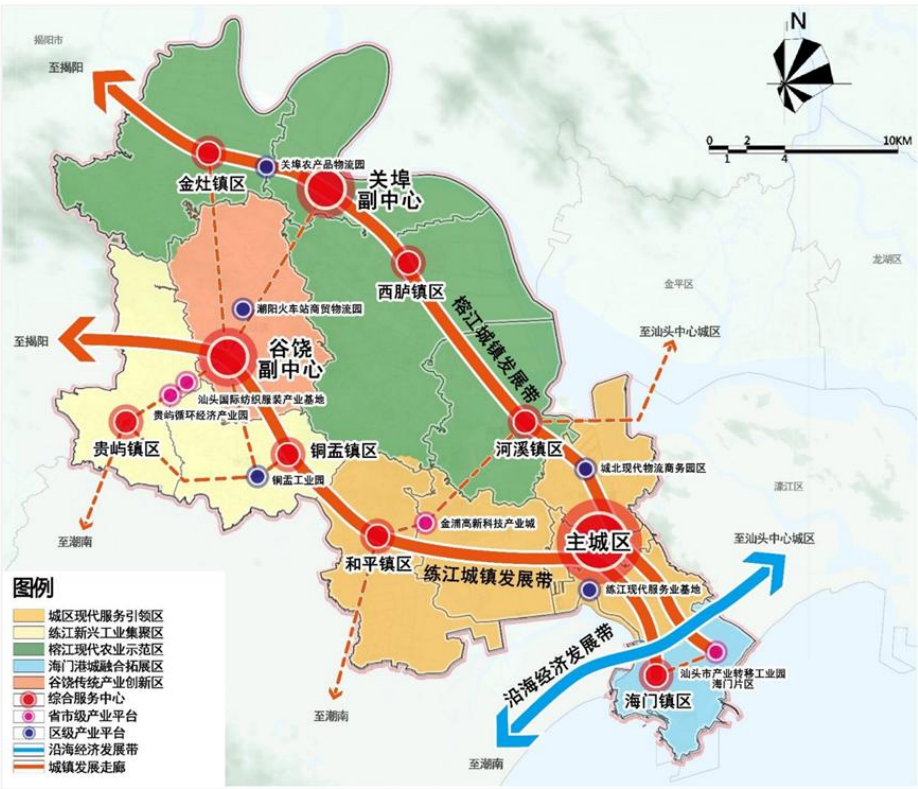 揭阳市
至揭阳
N
0 2 10KM
1 4
关埠农产品物流园
金灶镇区
关埠
副中心
龙湖区
西胪镇区
金平区
潮阳火车站商贸物流园
榕江城镇发展带
至汕头中心城区
至揭阳
谷饶
副中心
汕头国际纺织服装产业基地
贵屿循环经济产业园
贵屿镇区
铜盂镇区
河溪镇区
铜盂工业园
城北现代物流商务园区
濠江区
金浦高新科技产业城
至潮南
主城区
至汕头中心城区
和平镇区
练江城镇发展带
练江现代服务业基地
沿海经济发展带
汕头市产业转移工业园
海门片区
海门镇区
至潮南
至潮南
图例
城区现代服务引领区
练江新兴工业集聚区
榕江现代农业示范区
海门港城融合拓展区
谷饶传统产业创新区
综合服务中心
省市级产业平台
区级产业平台
沿海经济发展带
城镇发展走廊